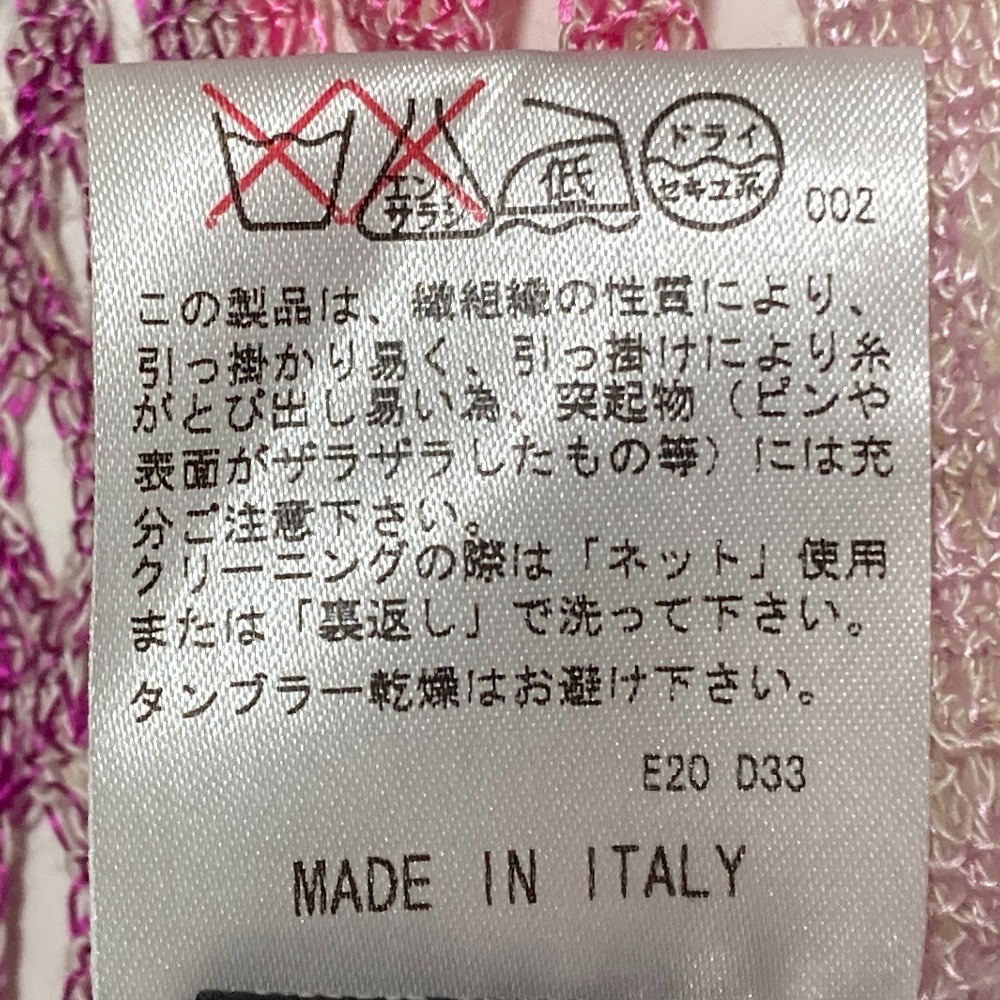 エンソ
サラシ
低
ドライ
セキユ系
002
この製品は、繊組織の性質により、
引っ掛かり易く、引っ掛けにより糸
がとび出し易い為、突起物（ピンや
表面がザラザラしたもの等）には充
分ご注意下さい。
クリーニングの際は「ネット」使用
または「裏返し」で洗って下さい。
タンブラー乾燥はお避け下さい。
E20 D33
MADE IN ITALY